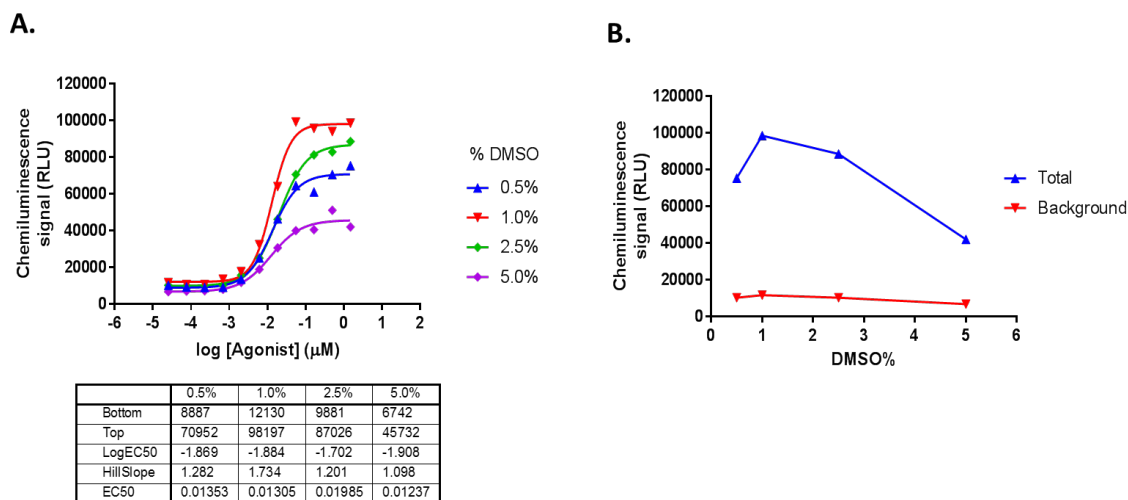 A.
120000
100000
80000
60000
40000
20000
0
Chemiluminescence
signal (RLU)
-6 -5 -4 -3 -2 -1 0 1 2
log [Agonist] (μM)
% DMSO
0.5%
1.0%
2.5%
5.0%
0.5% 1.0% 2.5% 5.0%
Bottom 8887 12130 9881 6742
Top 70952 98197 87026 45732
LogEC50 -1.869 -1.884 -1.702 -1.908
HillSlope 1.282 1.734 1.201 1.098
EC50 0.01353 0.01305 0.01985 0.01237
B.
120000
100000
80000
60000
40000
20000
0
Chemiluminescence
signal (RLU)
0 1 2 3 4 5 6
DMSO%
Total
Background